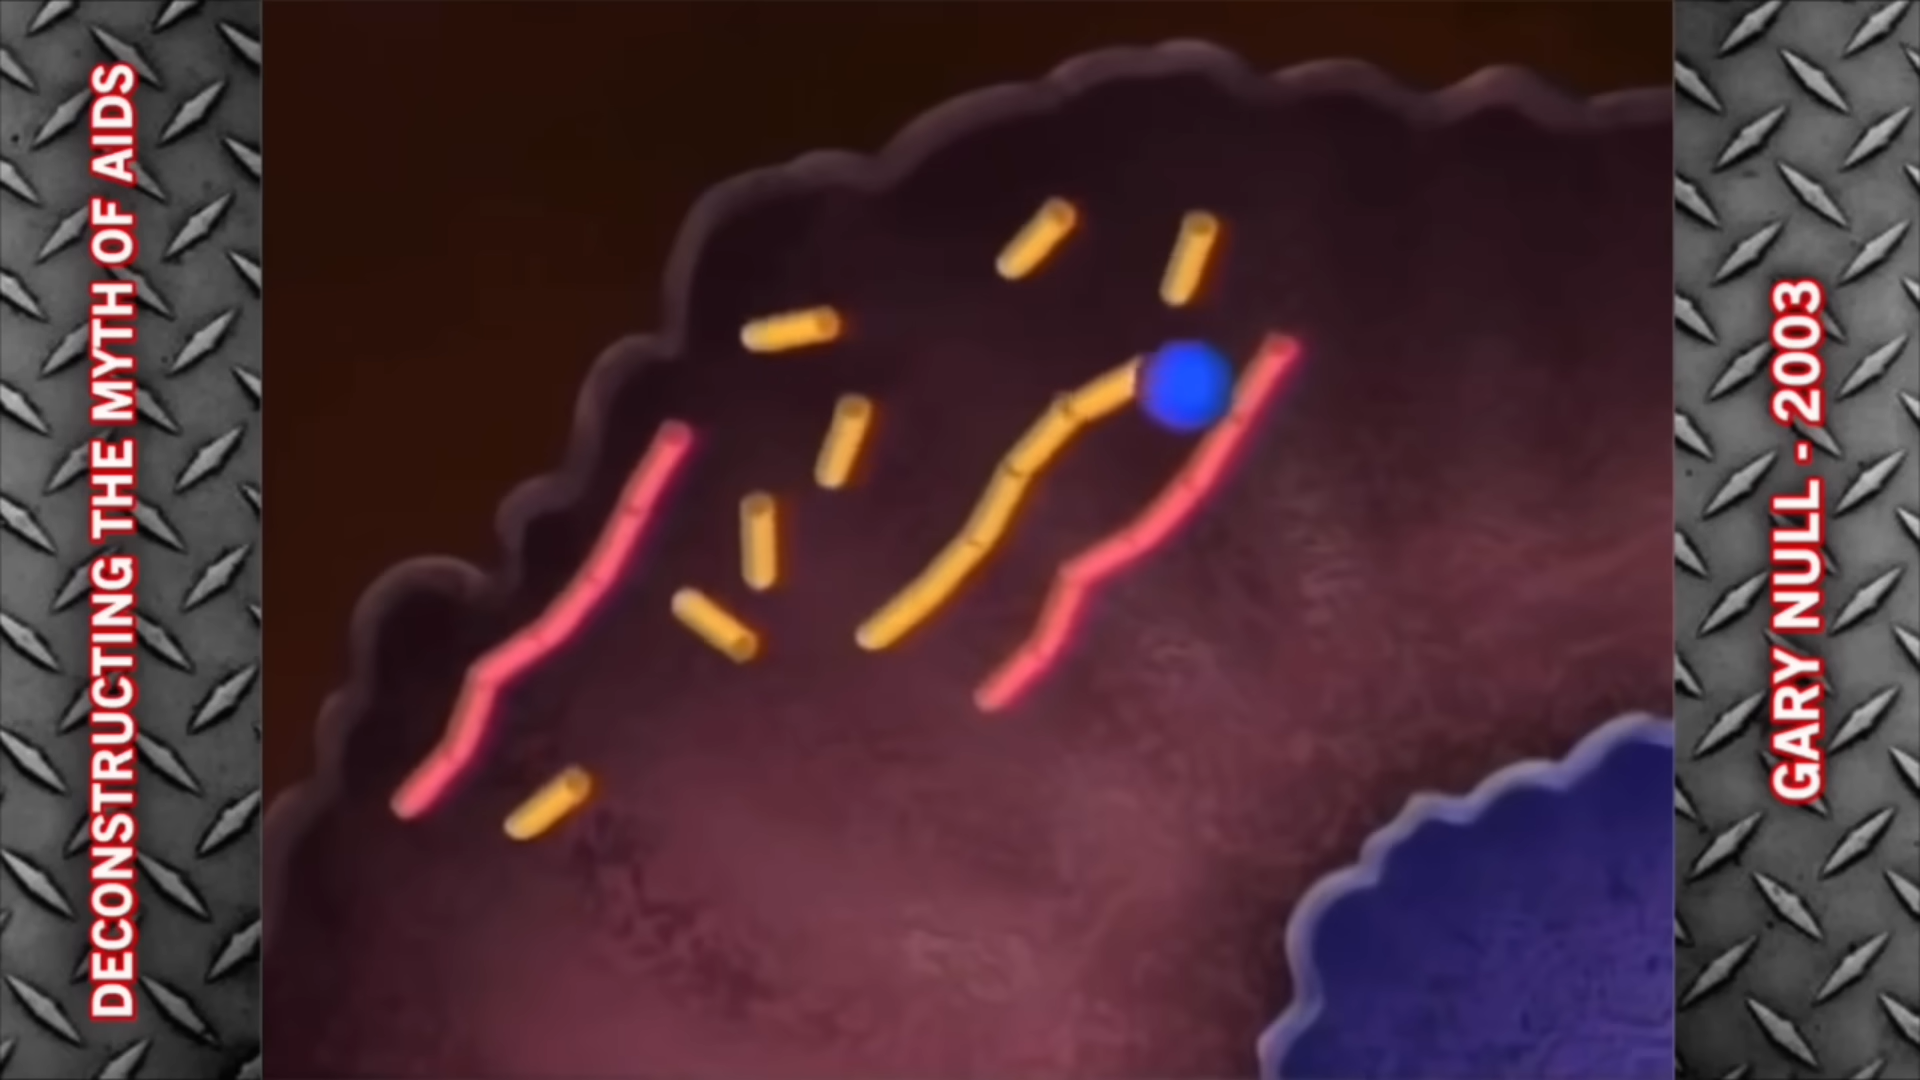 DECONSTRUCTING THE MYTH OF AIDS
GARY NULL - 2003